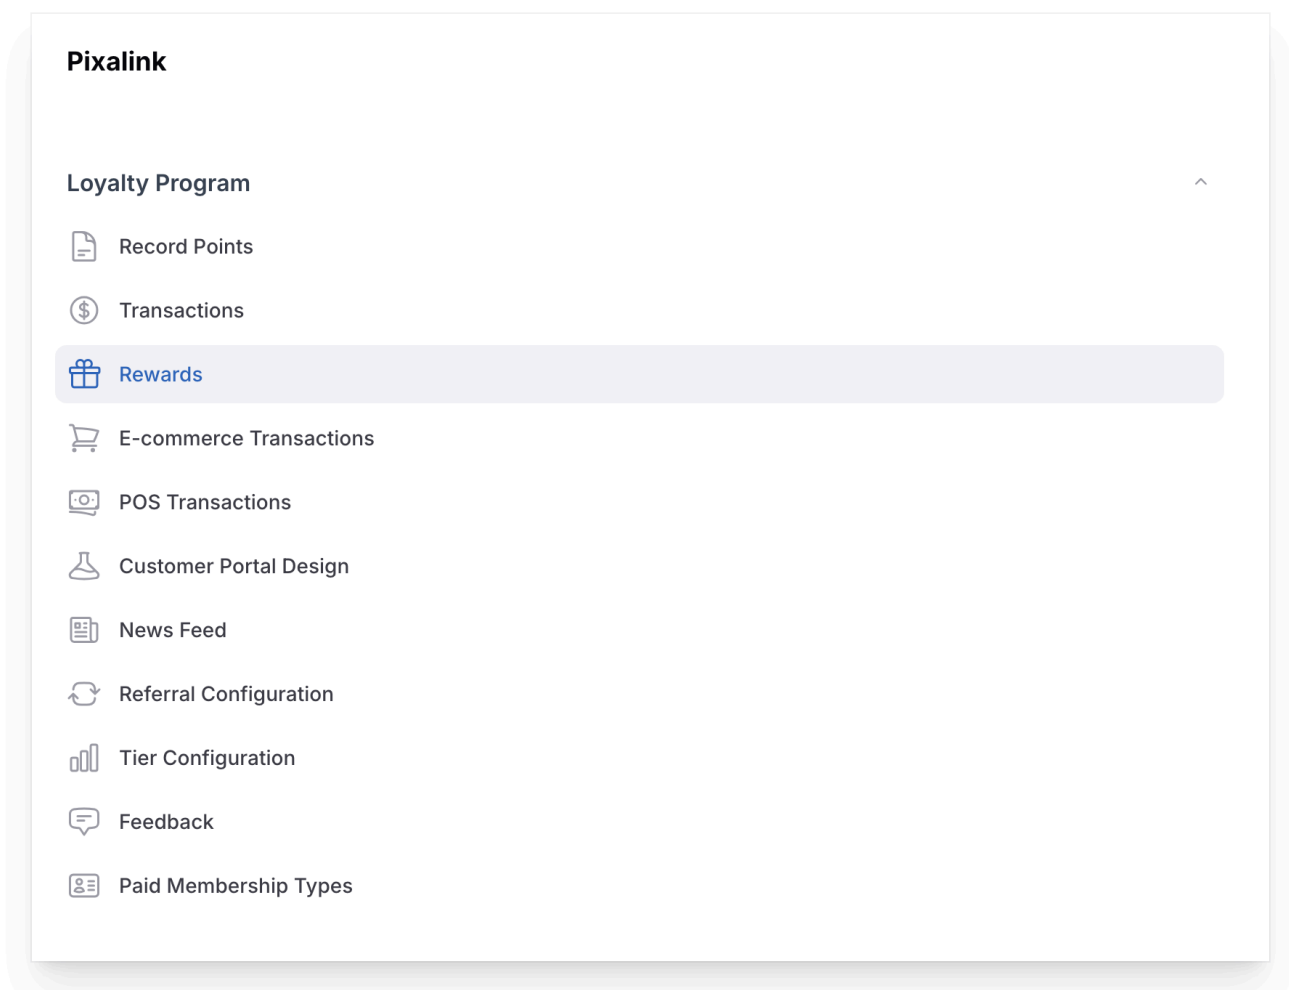 Pixalink
Loyalty Program
Record Points
Transactions
Rewards
E-commerce Transactions
POS Transactions
Customer Portal Design
News Feed
Referral Configuration
Tier Configuration
Feedback
Paid Membership Types